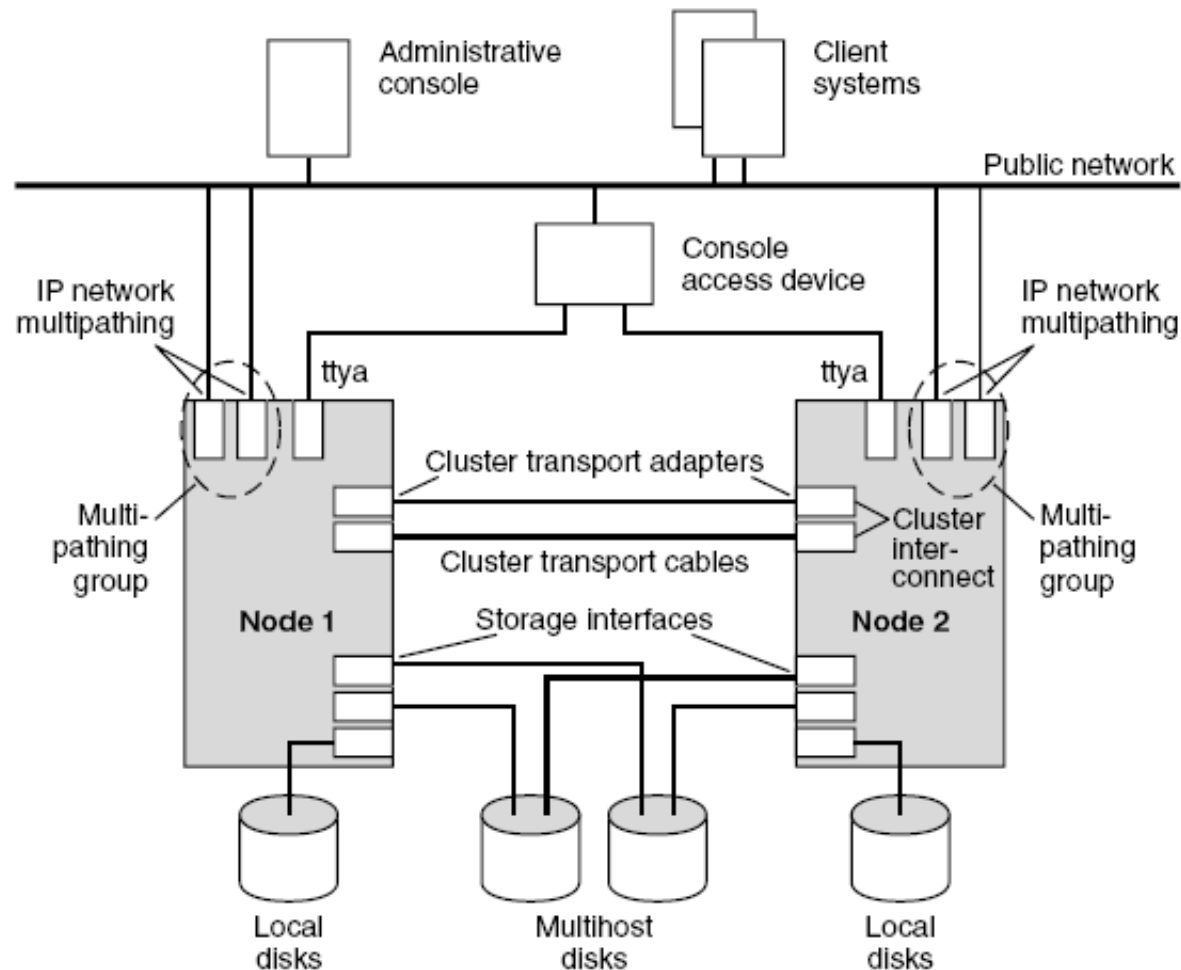 Administrative
console
Client
systems
Public network
Console
access device
IP network
multipathing
IP network
multipathing
ttya
ttya
Cluster transport adapters
Multi-
pathing
group
Cluster
inter-
connect
Multi-
pathing
group
Cluster transport cables
Node 1
Storage interfaces
Node 2
Local
disks
Multihost
disks
Local
disks